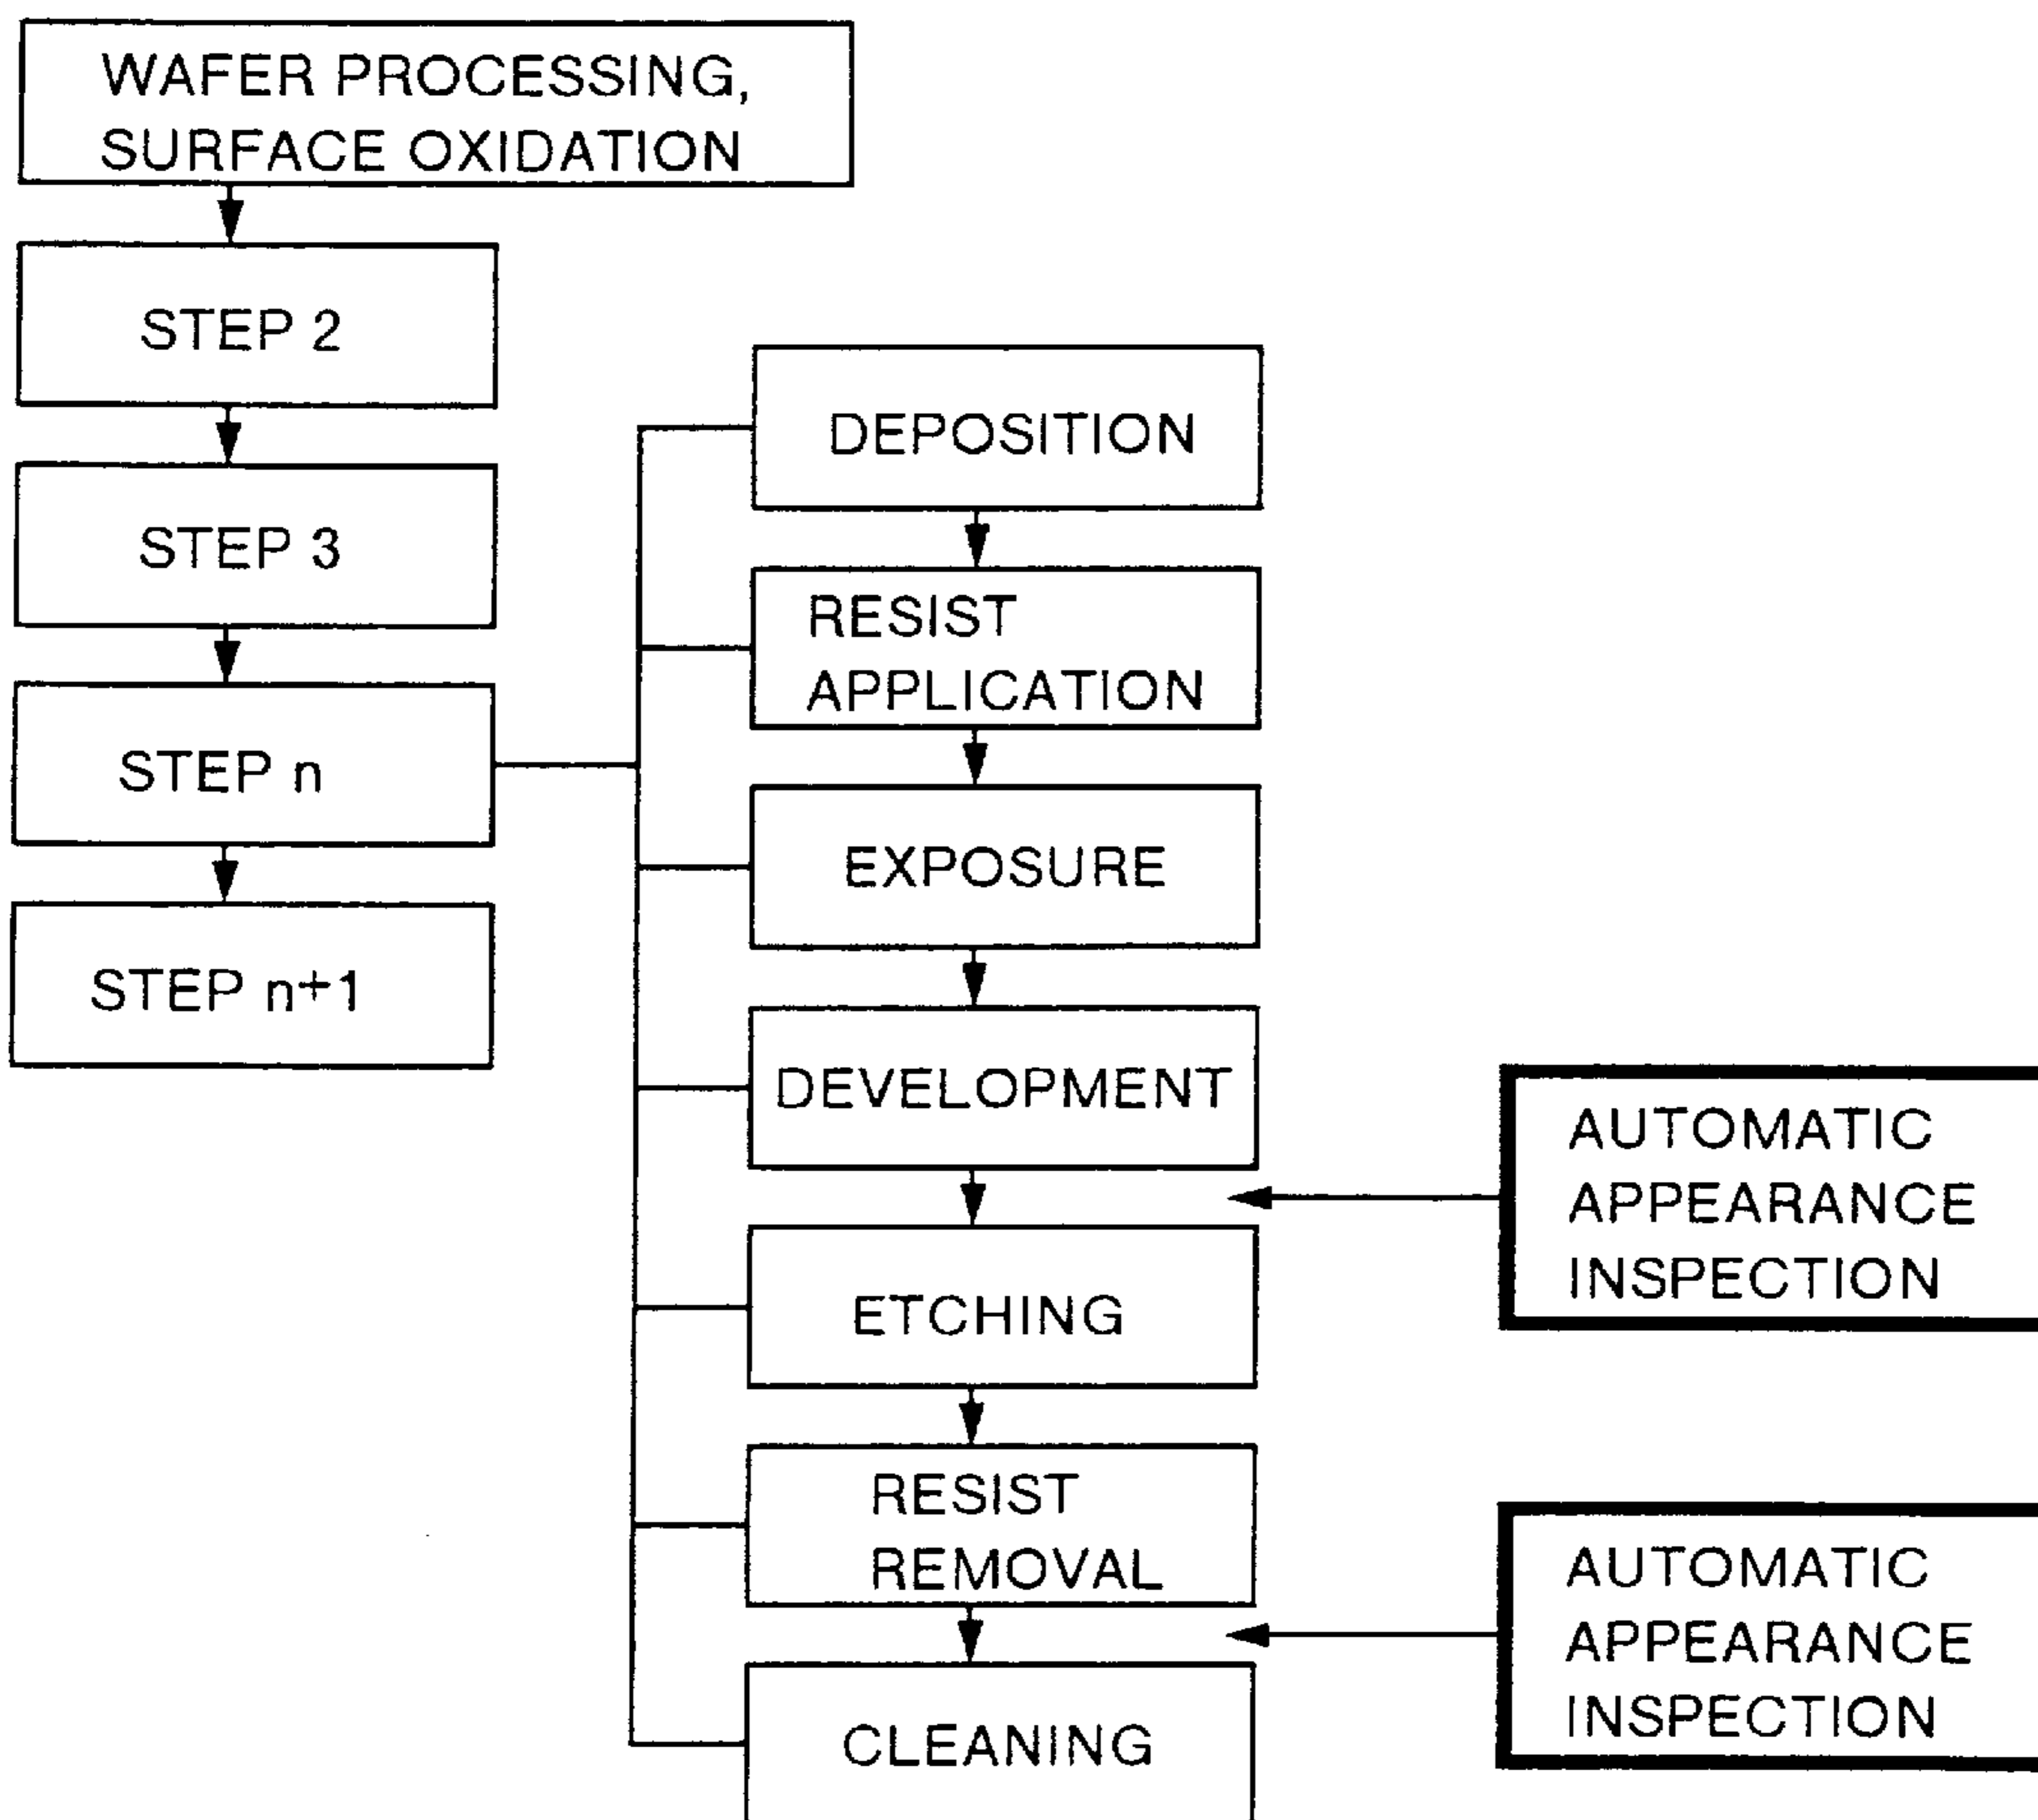 WAFER PROCESSING,
SURFACE OXIDATION
STEP 2
STEP 3
STEP n
STEP n+1
DEPOSITION
RESIST
APPLICATION
EXPOSURE
DEVELOPMENT
ETCHING
RESIST
REMOVAL
CLEANING
AUTOMATIC
APPEARANCE
INSPECTION
AUTOMATIC
APPEARANCE
INSPECTION